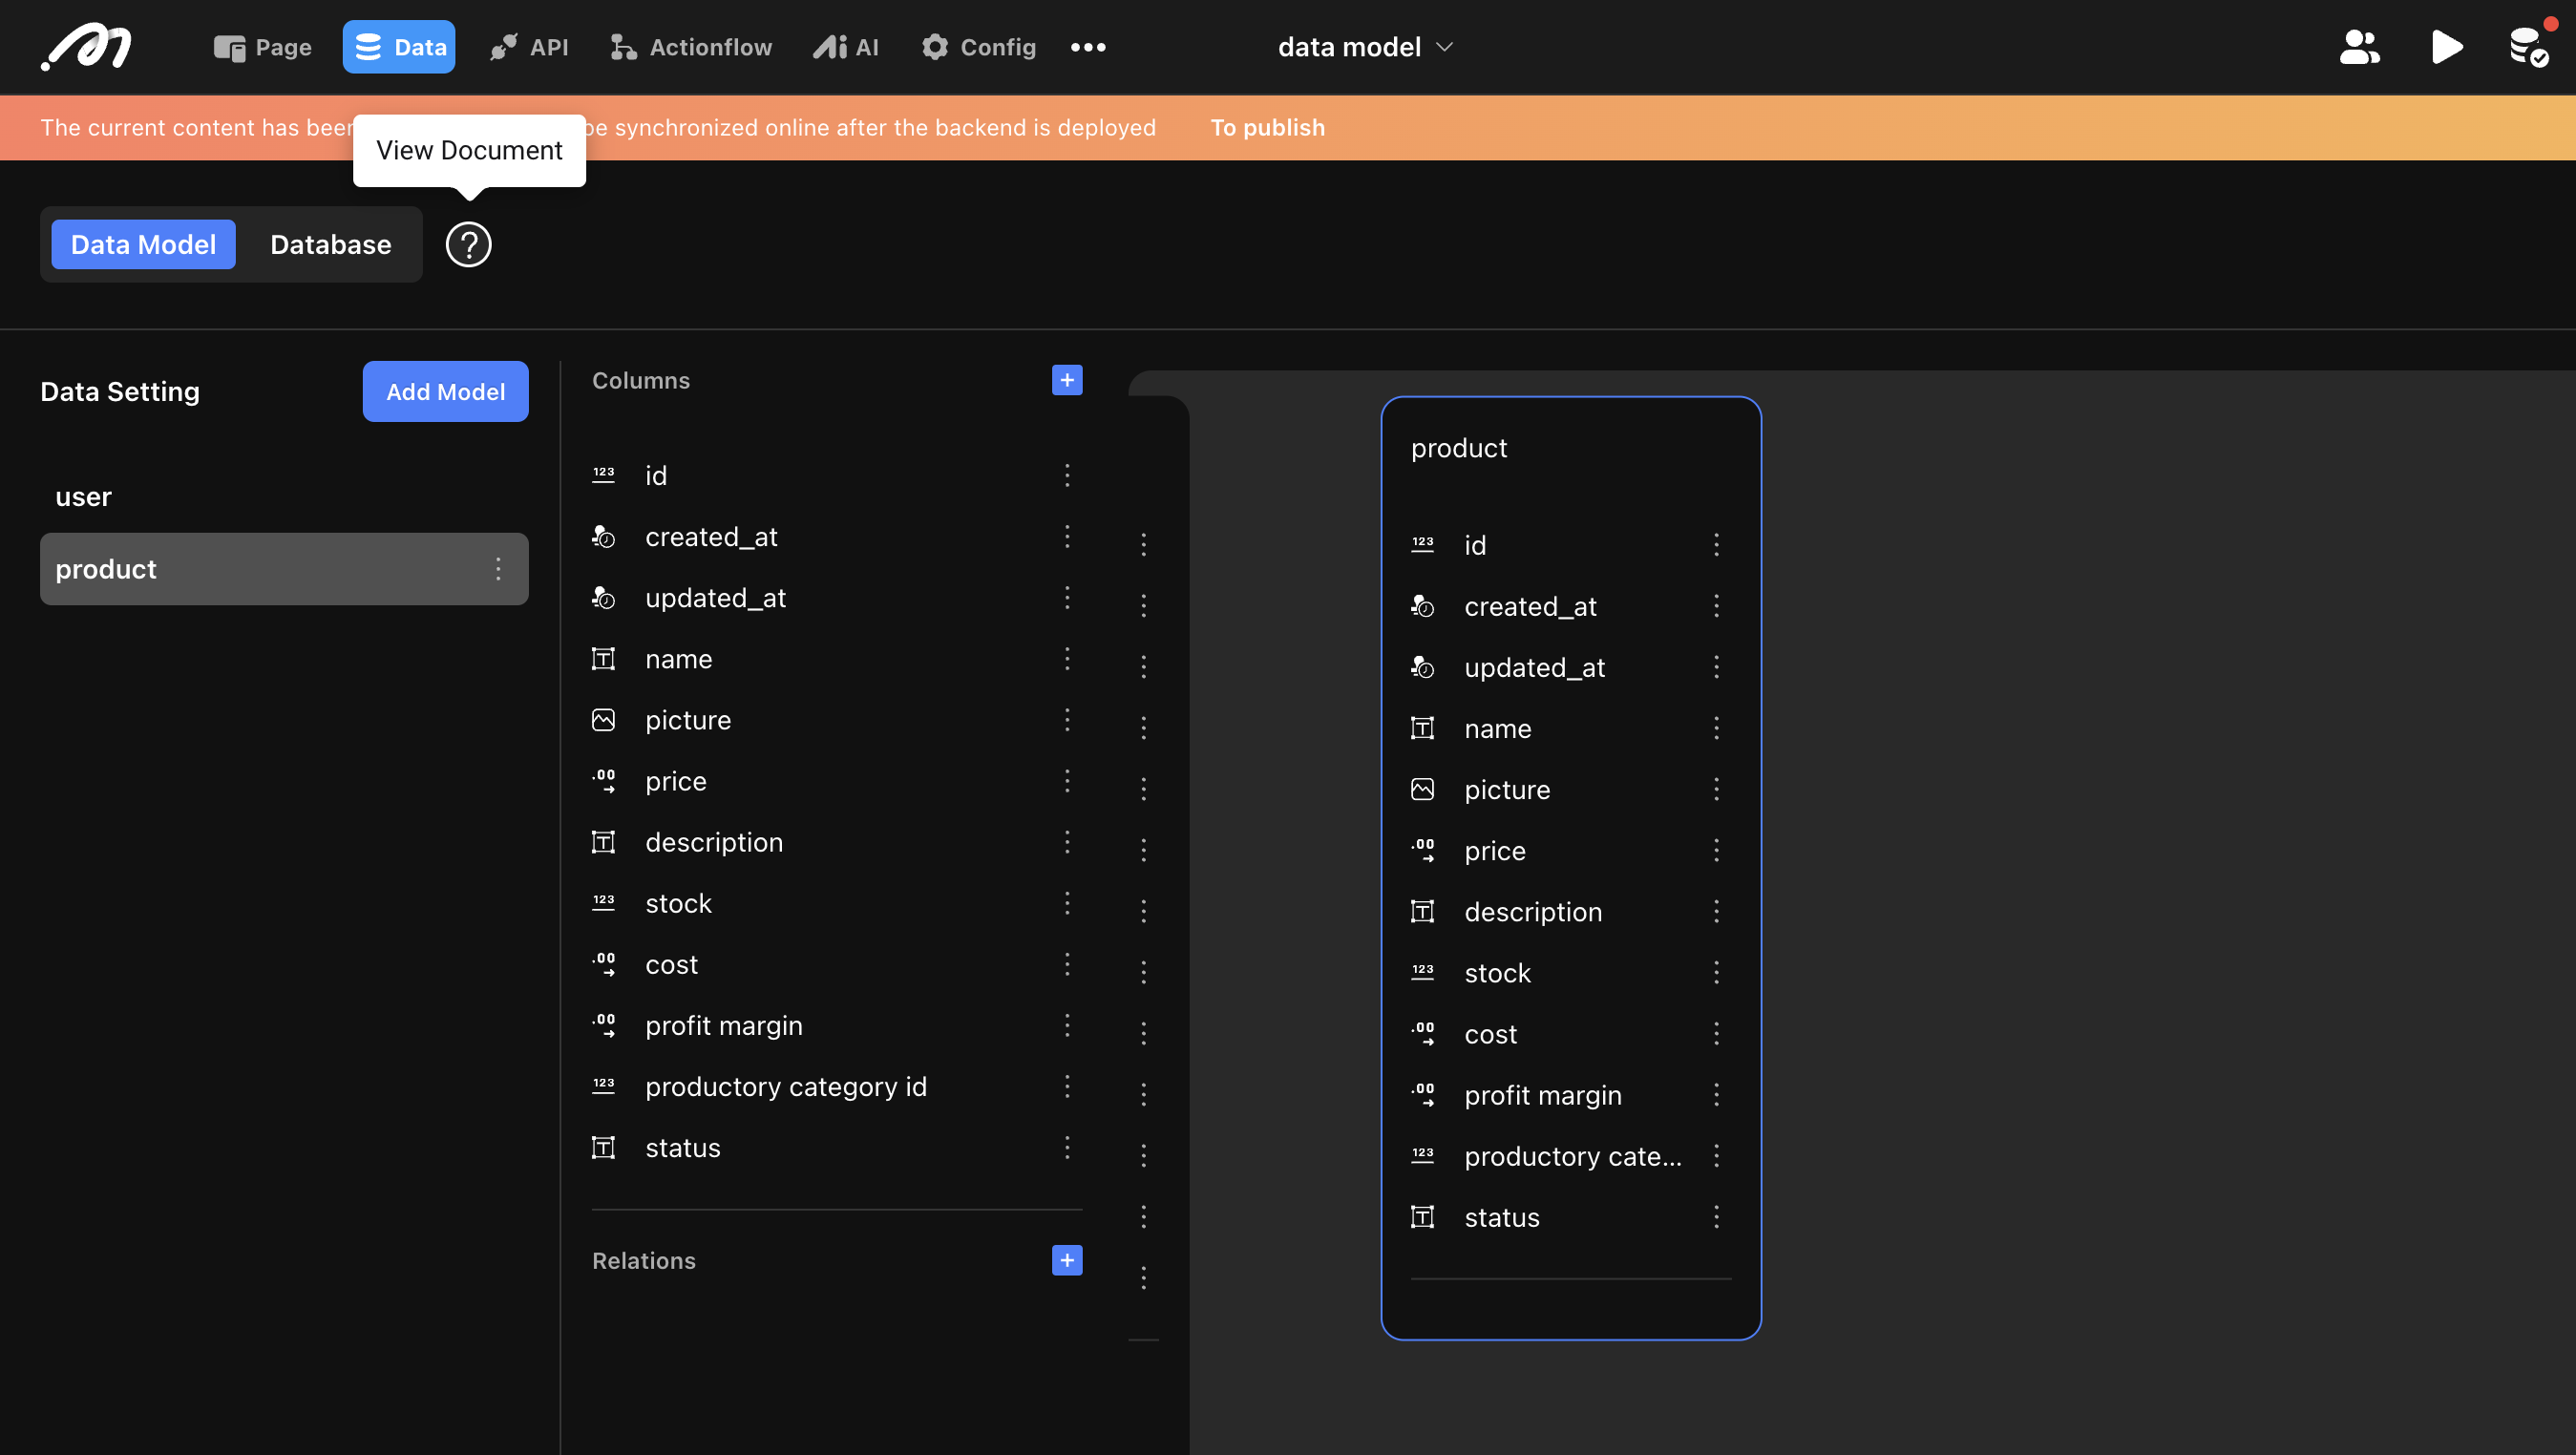 Page
Data
API
Actionflow
AI
Config
data model
The current content has been
be synchronized online after the backend is deployed
To publish
View Document
Data Model
Database
?
Data Setting
Add Model
user
product
Columns
123 id
created_at
updated_at
name
picture
.00 price
description
123 stock
.00 cost
.00 profit margin
123 productory category id
status
Relations
product
123 id
created_at
updated_at
name
picture
.00 price
description
123 stock
.00 cost
.00 profit margin
123 productory cate...
status